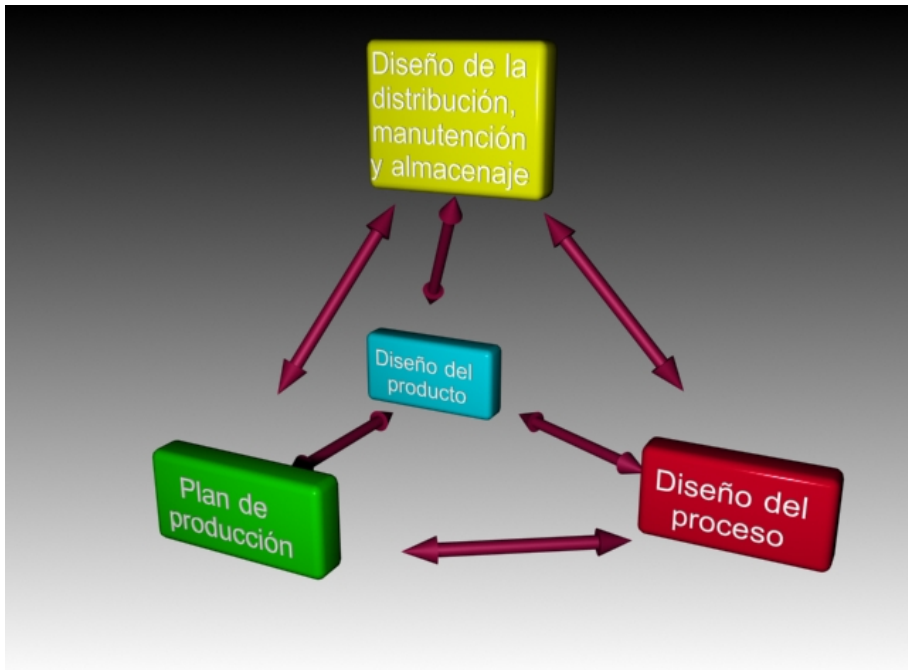 Diseño de la
distribución,
manutención
y almacenaje
Diseño del
producto
Plan de
producción
Diseño del
proceso